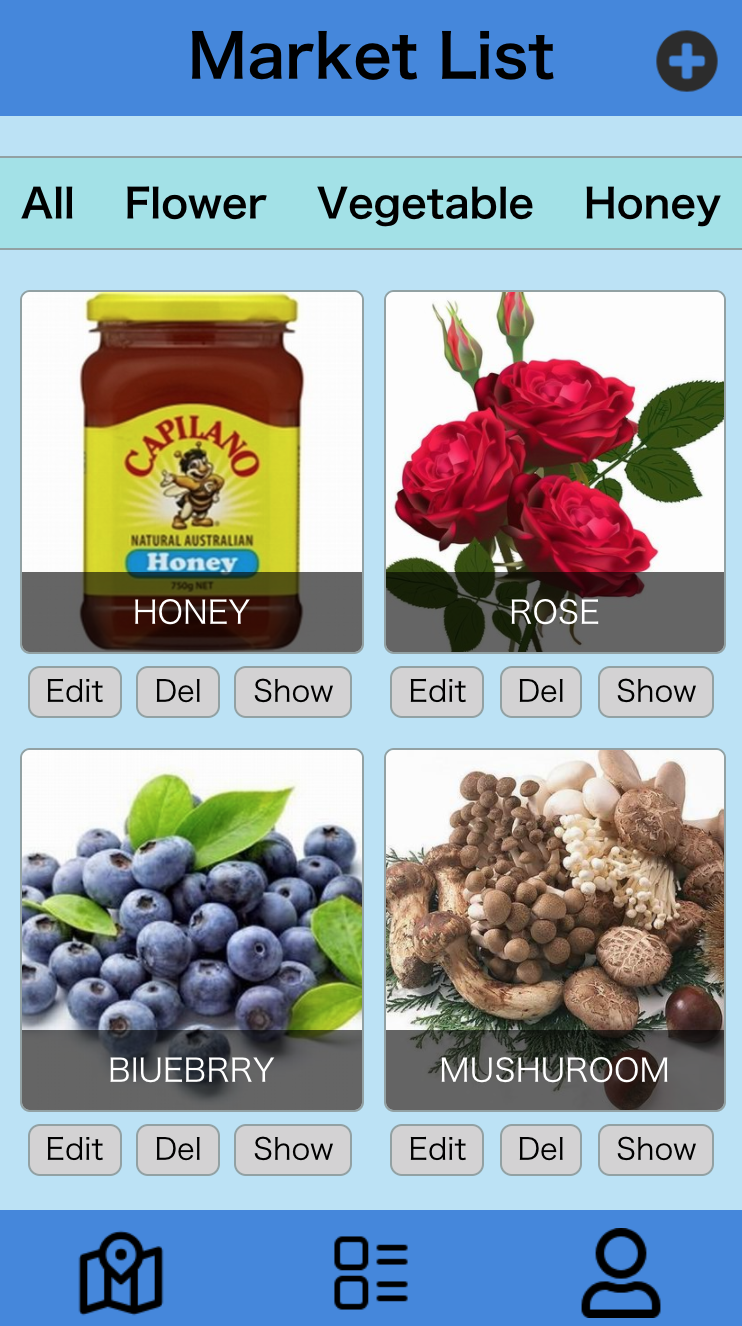 Market List
All Flower Vegetable Honey
CAPILANO
NATURAL AUSTRALIAN
Honey
750g NET
HONEY
ROSE
Edit Del Show
Edit Del Show
BIUEBRRY
MUSHUROOM
Edit Del Show
Edit Del Show